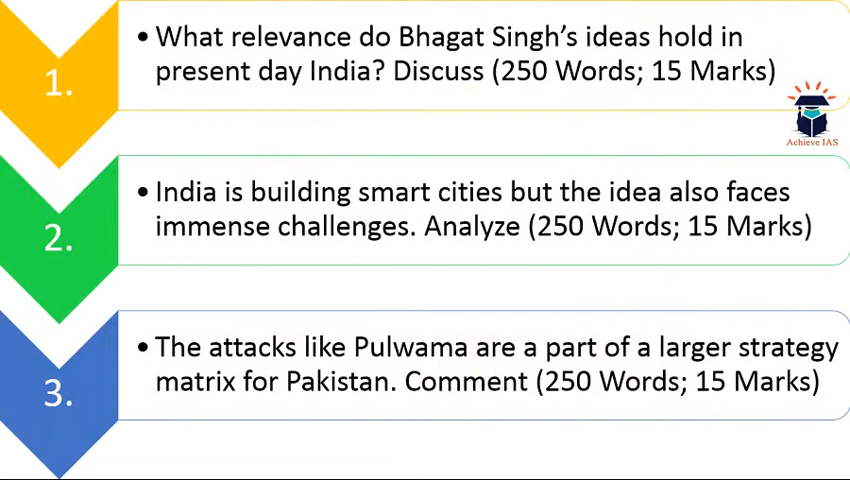 1.
• What relevance do Bhagat Singh’s ideas hold in
present day India? Discuss (250 Words; 15 Marks)
Achieve IAS
2.
• India is building smart cities but the idea also faces
immense challenges. Analyze (250 Words; 15 Marks)
3.
• The attacks like Pulwama are a part of a larger strategy
matrix for Pakistan. Comment (250 Words; 15 Marks)